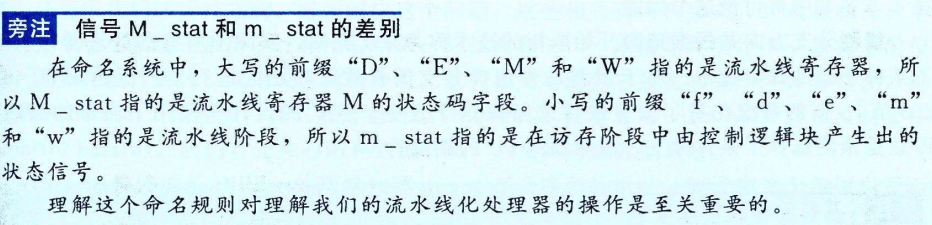 旁注 信号 M_stat 和 m_stat 的差别
在命名系统中，大写的前缀“D”、“E”、“M”和“W”指的是流水线寄存器，所
以 M_stat 指的是流水线寄存器 M 的状态码字段。小写的前缀“f”、“d”、“e”、“m”
和“w”指的是流水线阶段，所以 m_stat 指的是在访存阶段中由控制逻辑块产生出的
状态信号。
理解这个命名规则对理解我们的流水线化处理器的操作是至关重要的。